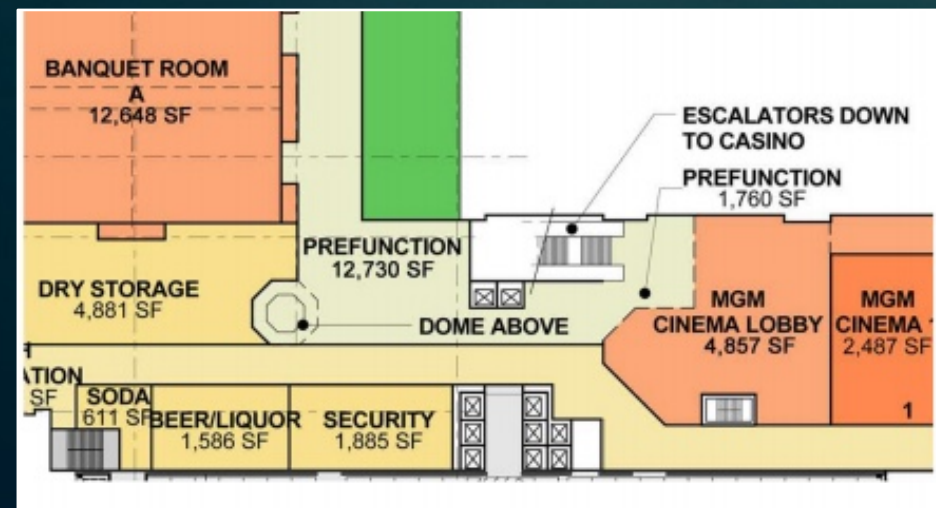 BANQUET ROOM
A
12,648 SF
ESCALATORS DOWN
TO CASINO
PREFUNCTION
1,760 SF
PREFUNCTION
12,730 SF
DRY STORAGE
4,881 SF
DOME ABOVE
MGM
CINEMA LOBBY
4,857 SF
MGM
CINEMA 1
2,487 SF
1
ATION
SF
SODA
611 SF
BEER/LIQUOR
1,586 SF
SECURITY
1,885 SF